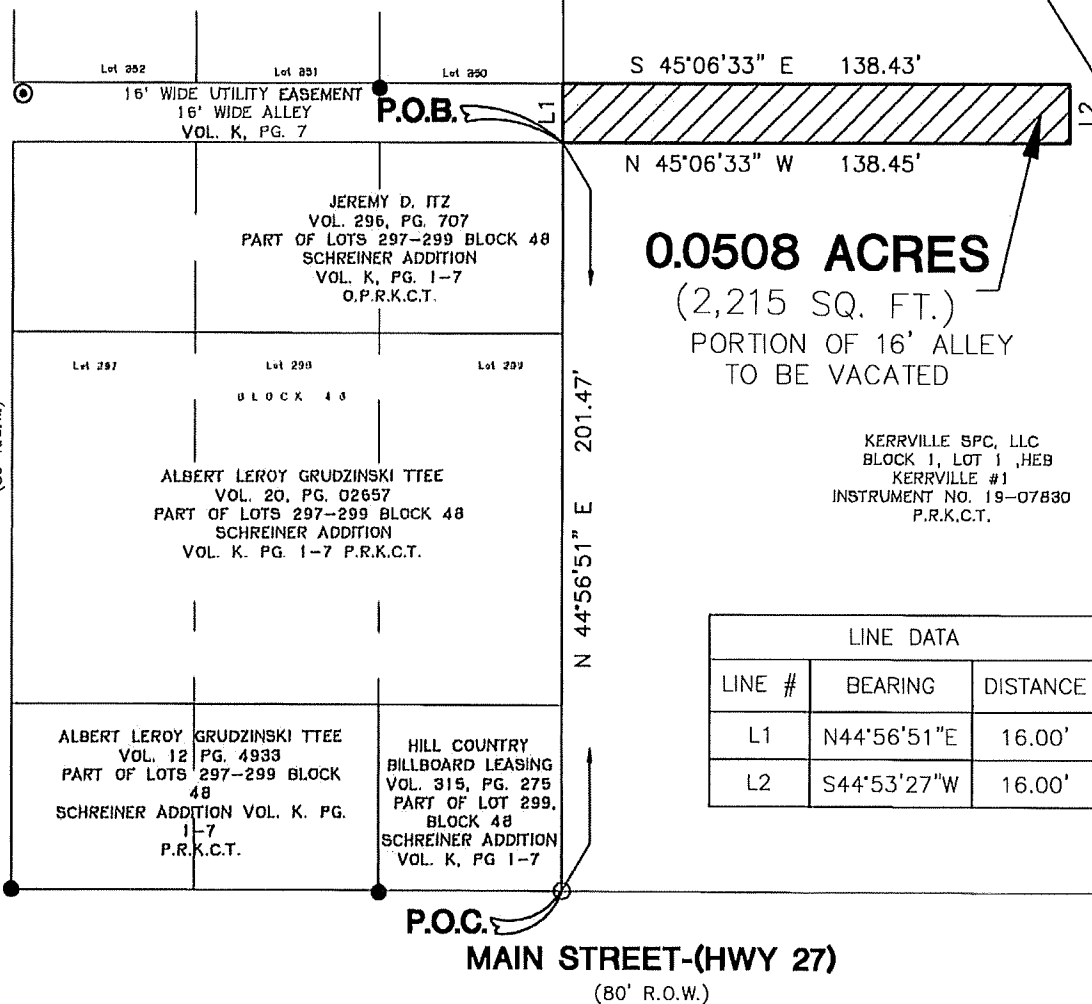 Lot 352
Lot 351
Lot 350
S 45°06'33" E 138.43'
16' WIDE UTILITY EASEMENT
16' WIDE ALLEY
VOL. K, PG. 7
P.O.B.
L1
L2
N 45°06'33" W 138.45'
JEREMY D. ITZ
VOL. 296, PG. 707
PART OF LOTS 297-299 BLOCK 48
SCHREINER ADDITION
VOL. K, PG. 1-7
O.P.R.K.C.T.
0.0508 ACRES
(2,215 SQ. FT.)
PORTION OF 16' ALLEY
TO BE VACATED
Lot 297
Lot 298
Lot 299
BLOCK 48
N 44°56'51" E 201.47'
KERRVILLE SPC, LLC
BLOCK 1, LOT 1 ,HEB
KERRVILLE #1
INSTRUMENT NO. 19-07830
P.R.K.C.T.
ALBERT LEROY GRUDZINSKI TTEE
VOL. 20, PG. 02657
PART OF LOTS 297-299 BLOCK 48
SCHREINER ADDITION
VOL. K. PG. 1-7 P.R.K.C.T.
LINE DATA
LINE # BEARING DISTANCE
L1 N44°56'51"E 16.00'
L2 S44°53'27"W 16.00'
ALBERT LEROY GRUDZINSKI TTEE
VOL. 12 PG. 4933
PART OF LOTS 297-299 BLOCK
48
SCHREINER ADDITION VOL. K. PG.
1-7
P.R.K.C.T.
HILL COUNTRY
BILLBOARD LEASING
VOL. 315, PG. 275
PART OF LOT 299,
BLOCK 48
SCHREINER ADDITION
VOL. K, PG 1-7
P.O.C.
MAIN STREET-(HWY 27)
(80' R.O.W.)